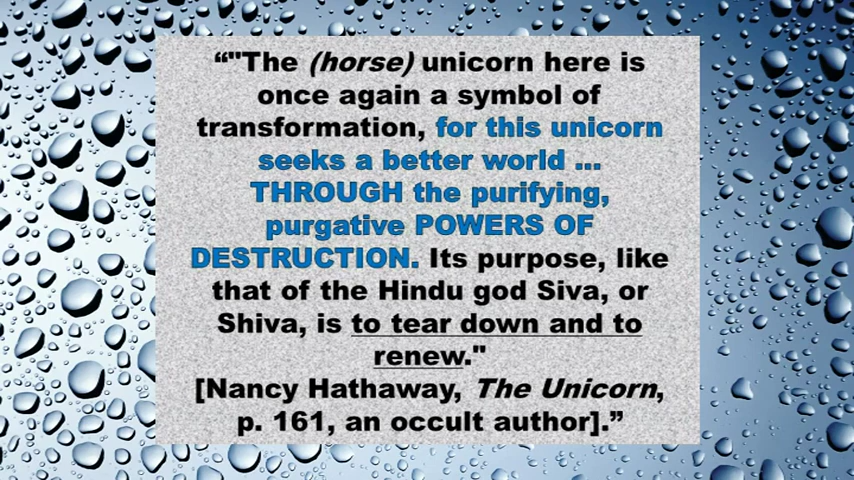 “"The (horse) unicorn here is
once again a symbol of
transformation, for this unicorn
seeks a better world ...
THROUGH the purifying,
purgative POWERS OF
DESTRUCTION. Its purpose, like
that of the Hindu god Siva, or
Shiva, is to tear down and to
renew."
[Nancy Hathaway, The Unicorn,
p. 161, an occult author].”